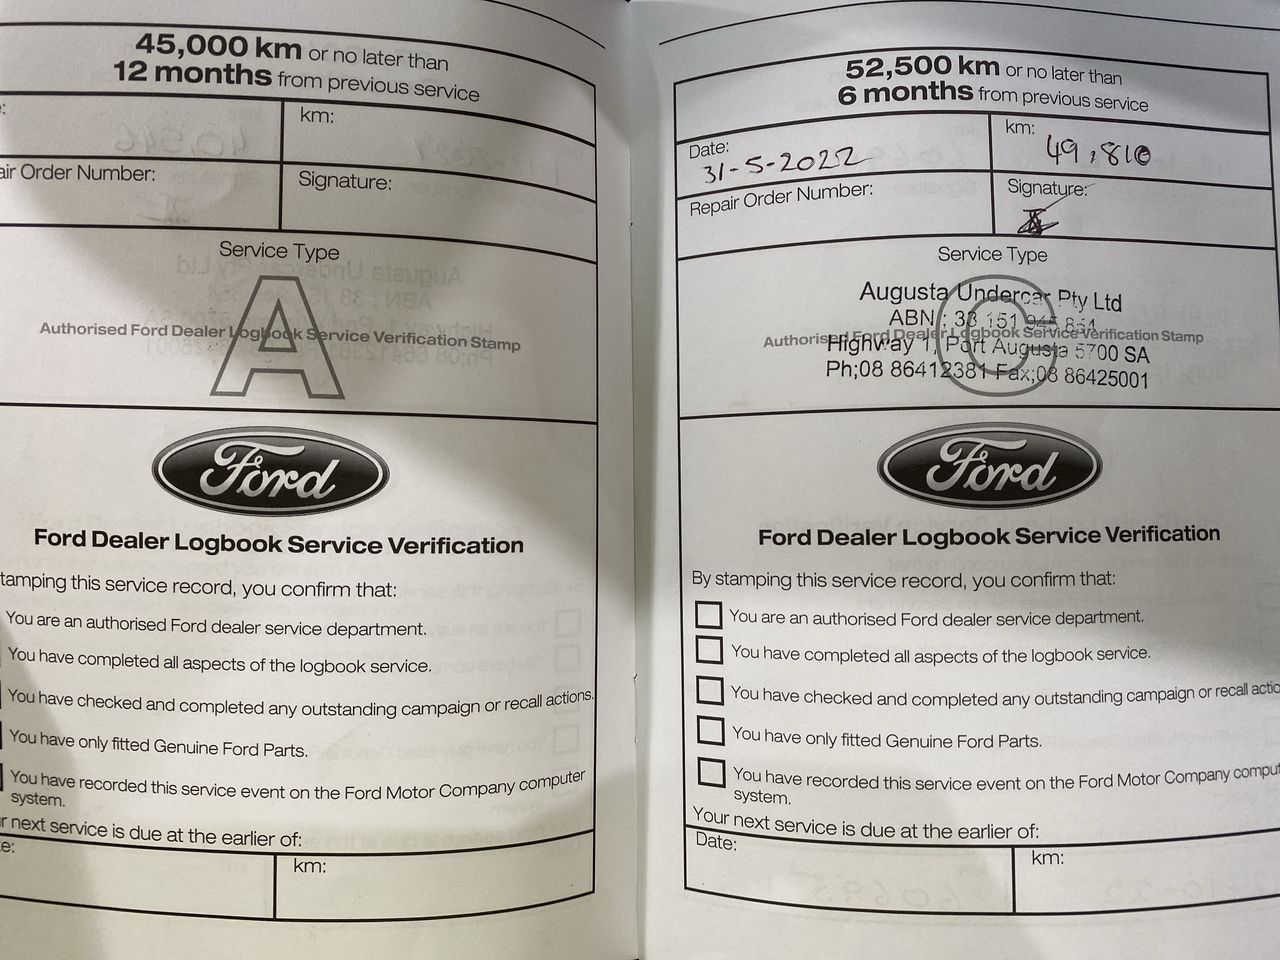 45,000 km or no later than
12 months from previous service
km:
air Order Number:
Signature:
Service Type
A
Authorised Ford Dealer Logbook Service Verification Stamp
Ford
Ford Dealer Logbook Service Verification
tamping this service record, you confirm that:
You are an authorised Ford dealer service department.
You have completed all aspects of the logbook service.
You have checked and completed any outstanding campaign or recall actions.
You have only fitted Genuine Ford Parts.
You have recorded this service event on the Ford Motor Company computer
system.
r next service is due at the earlier of:
e:
km:
52,500 km or no later than
6 months from previous service
Date:
31-5-2022
km:
49,810
Repair Order Number:
Signature:
Service Type
Augusta Undercar Pty Ltd
ABN : 33 151
Authorised Ford Dealer Logbook Service Verification Stamp
Highway 1, Port Augusta 5700 SA
Ph;08 86412381 Fax;08 86425001
Ford
Ford Dealer Logbook Service Verification
By stamping this service record, you confirm that:
You are an authorised Ford dealer service department.
You have completed all aspects of the logbook service.
You have checked and completed any outstanding campaign or recall actio
You have only fitted Genuine Ford Parts.
You have recorded this service event on the Ford Motor Company comput
system.
Your next service is due at the earlier of:
Date:
km: